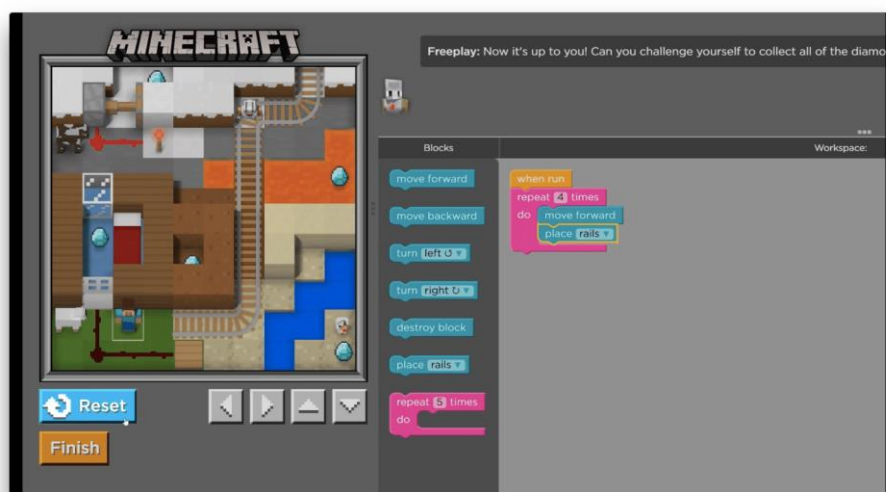 MINECRAFT
Freeplay: Now it's up to you! Can you challenge yourself to collect all of the diamo
Blocks
Workspace:
move forward
move backward
turn left ↺ ▼
turn right ↻ ▼
destroy block
place rails ▼
repeat 5 times
do
when run
repeat 4 times
do move forward
place rails ▼
Reset
Finish